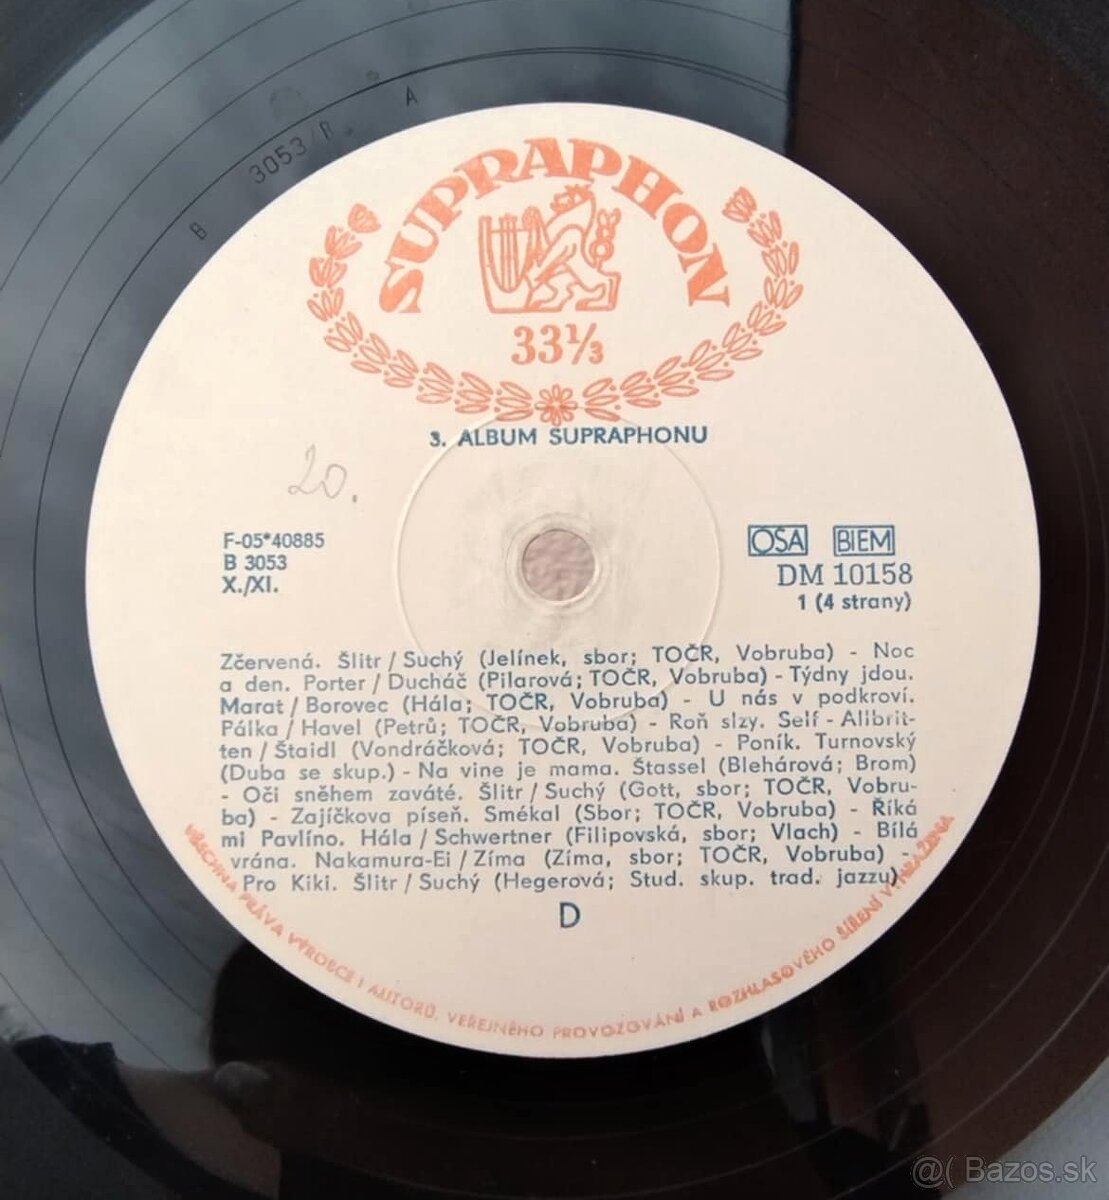 B 3053 A
SUPRAPHON
33⅓
3. ALBUM SUPRAPHONU
20.
F-05*40885
B 3053
X./XI.
OSA BIEM
DM 10158
1 (4 strany)
Zčervená. Šlitr / Suchý (Jelínek, sbor; TOČR, Vobruba) - Noc
a den. Porter / Ducháč (Pilarová; TOČR, Vobruba) - Týdny jdou.
Marat / Borovec (Hála; TOČR, Vobruba) - U nás v podkroví.
Pálka / Havel (Petrů; TOČR, Vobruba) - Roň slzy. Self - Alibrit-
ten / Štaidl (Vondráčková; TOČR, Vobruba) - Poník. Turnovský
(Duba se skup.) - Na vine je mama. Štassel (Blehárová; Brom)
- Oči sněhem zaváté. Šlitr / Suchý (Gott, sbor; TOČR, Vobru-
ba) - Zajíčkova píseň. Smékal (Sbor; TOČR, Vobruba) - Říká
mi Pavlíno. Hála / Schwertner (Filipovská, sbor; Vlach) - Bílá
vrána. Nakamura-Ei / Zíma (Zíma, sbor; TOČR, Vobruba) -
Pro Kiki. Šlitr / Suchý (Hegerová; Stud. skup. trad. jazzu)
D
VŠECHNA PRÁVA VÝROBCE I AUTORŮ, VEŘEJNÉHO PROVOZOVÁNÍ A ROZHLASOVÉHO ŠÍŘENÍ VYHRAZENA
@( Bazos.sk